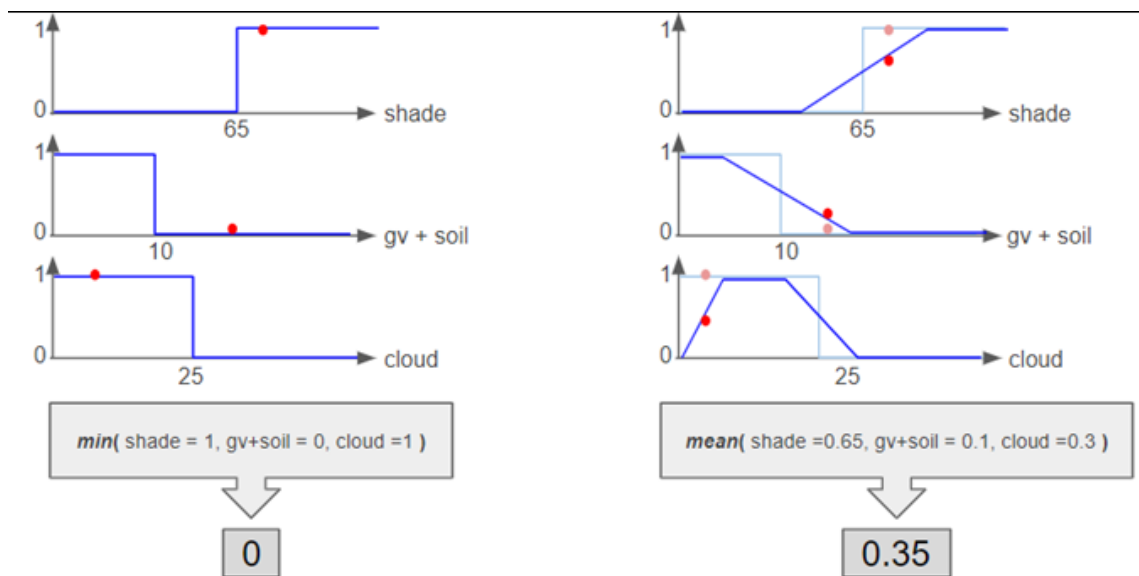 1
0
65
shade
1
0
10
gv + soil
1
0
25
cloud
min( shade = 1, gv+soil = 0, cloud =1 )
0
1
0
65
shade
1
0
10
gv + soil
1
0
25
cloud
mean( shade =0.65, gv+soil = 0.1, cloud =0.3 )
0.35